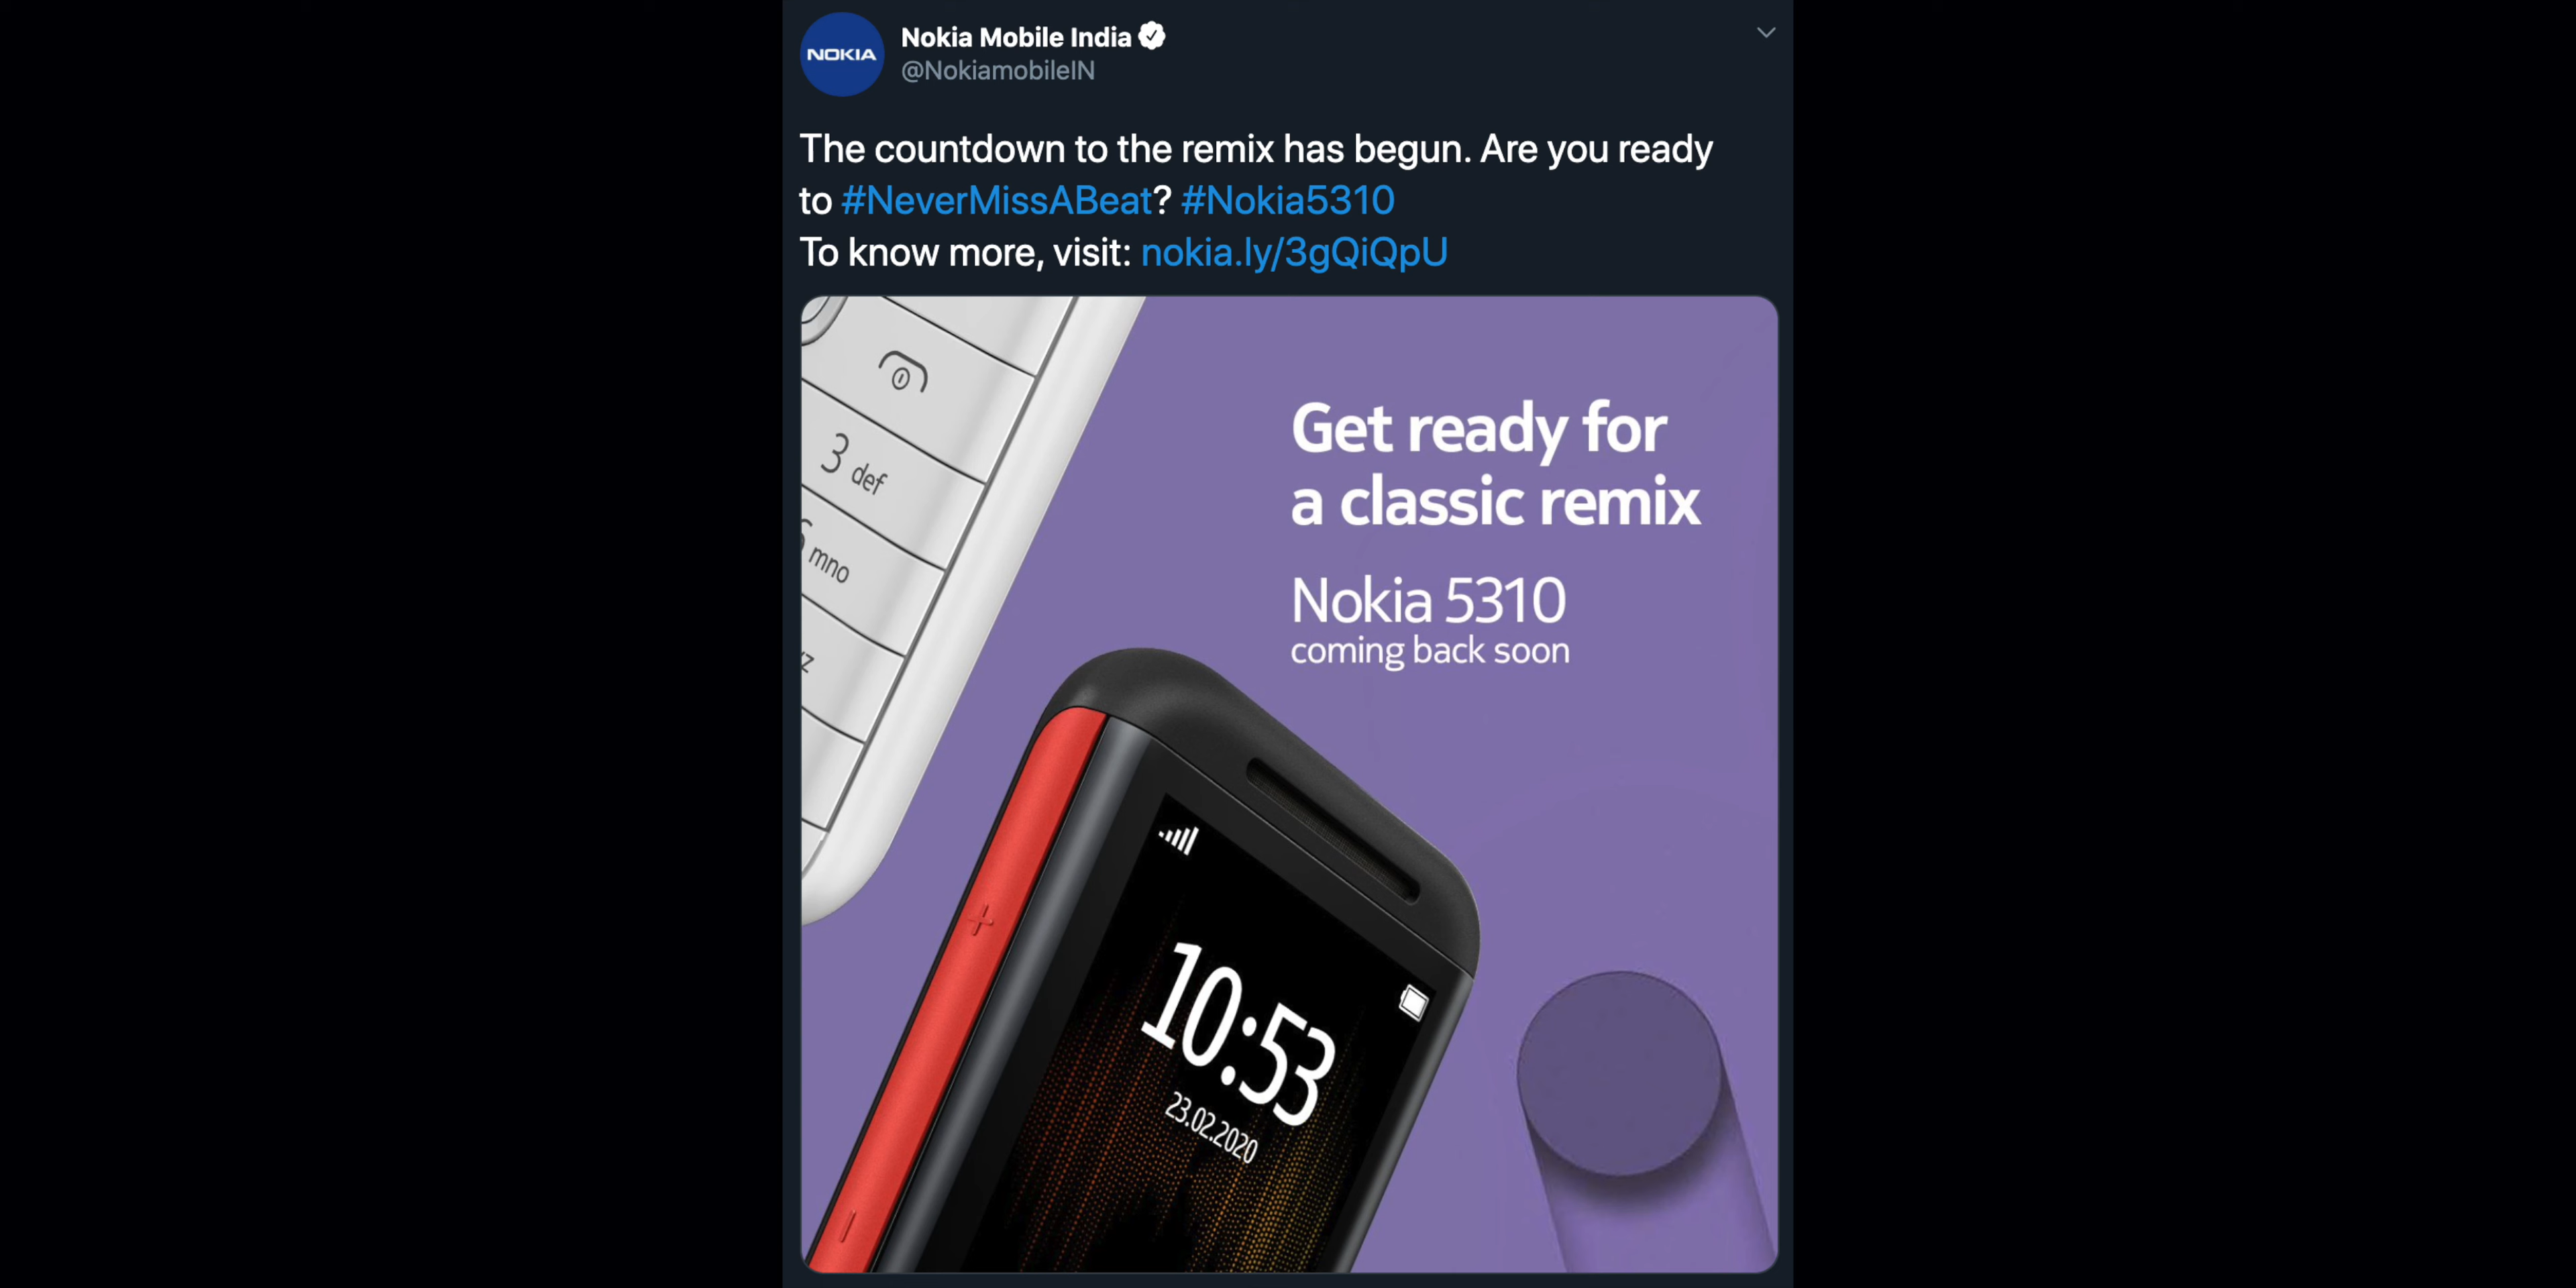 NOKIA
Nokia Mobile India
@NokiamobileIN
The countdown to the remix has begun. Are you ready
to #NeverMissABeat? #Nokia5310
To know more, visit: nokia.ly/3gQiQpU
Get ready for
a classic remix
Nokia 5310
coming back soon
3 def
6 mno
yz
+
10:53
23.02.2020
-